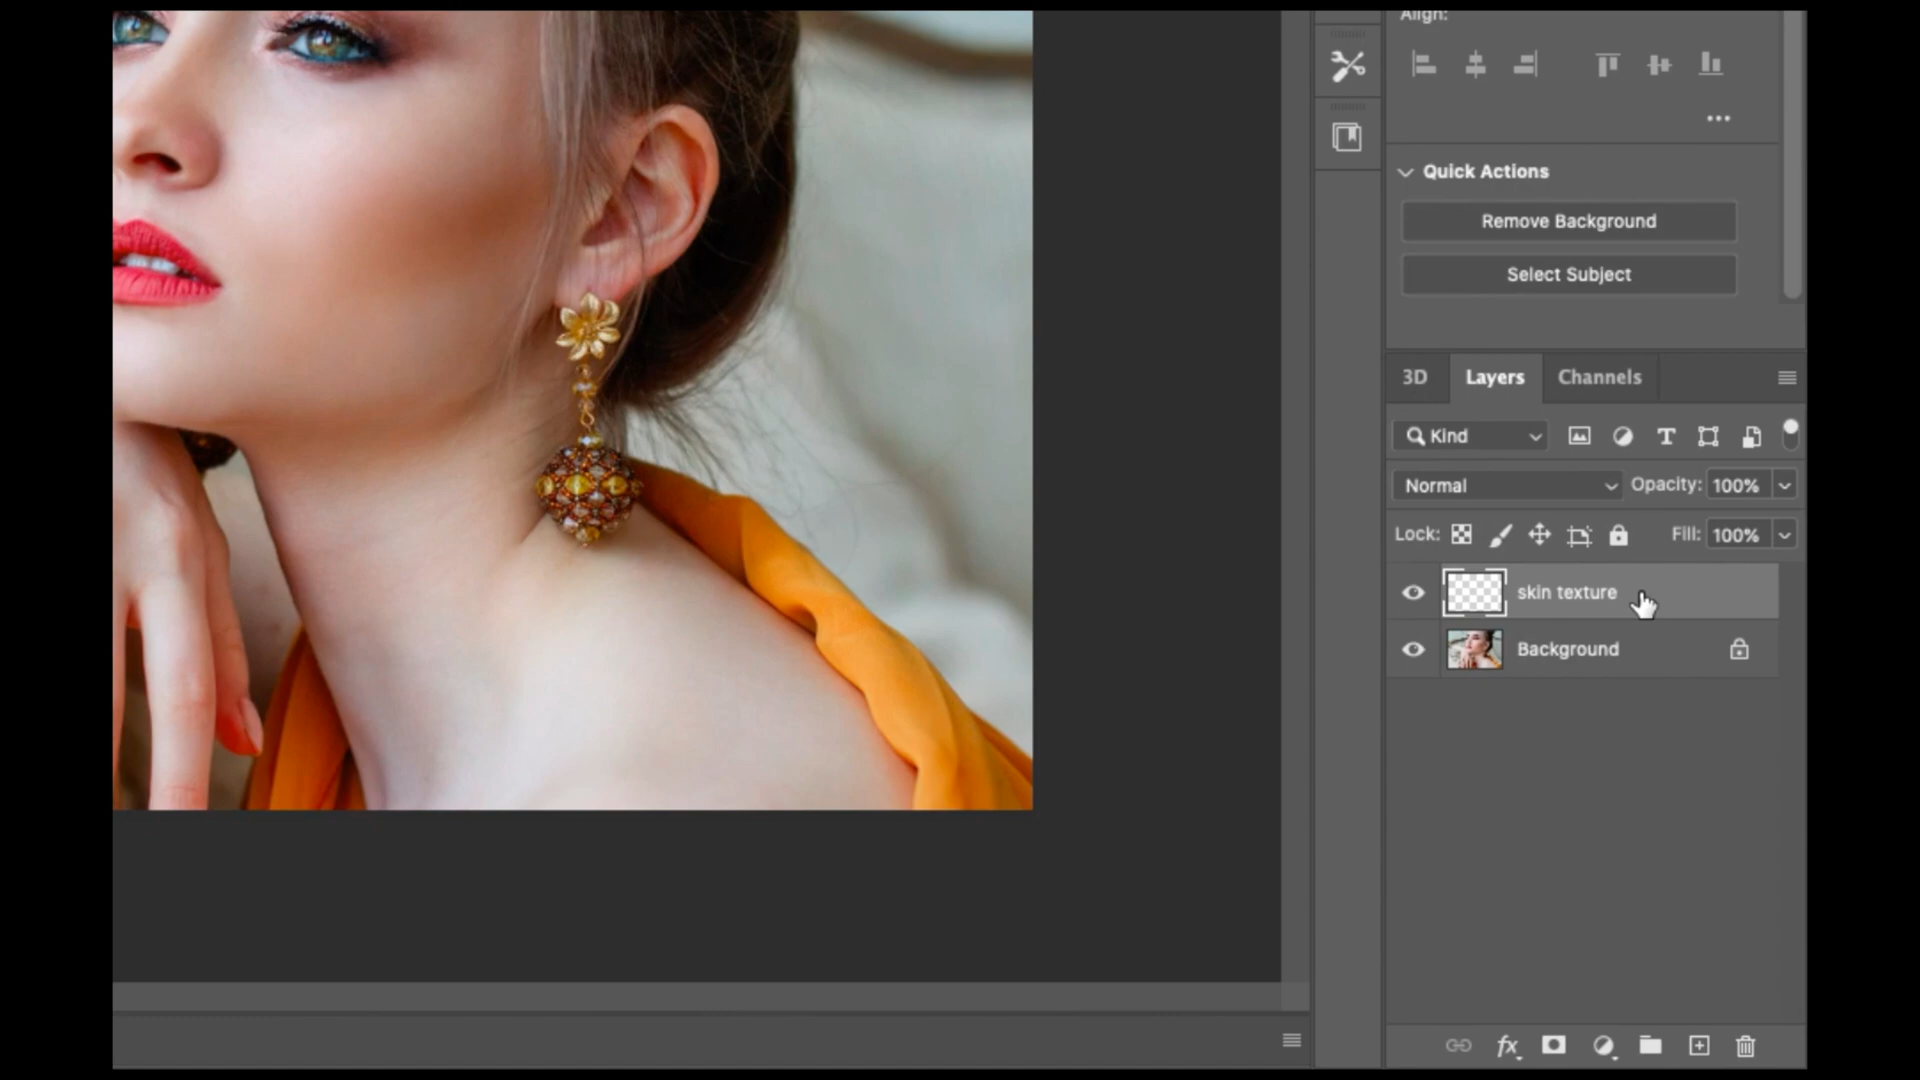 Align:
Quick Actions
Remove Background
Select Subject
3D Layers Channels
Kind
Normal Opacity: 100%
Lock: Fill: 100%
skin texture
Background
fx